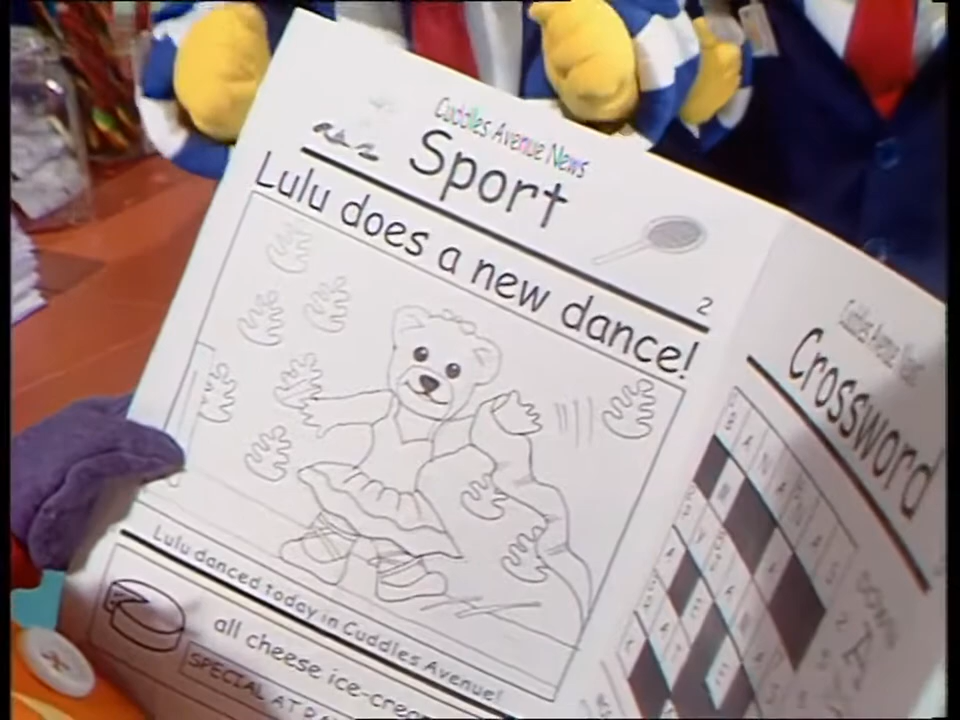 Cuddles Avenue News
Sport
2
Lulu does a new dance!
Lulu danced today in Cuddles Avenue!
all cheese ice-cream
SPECIAL AT
Cuddles Avenue News
Crossword